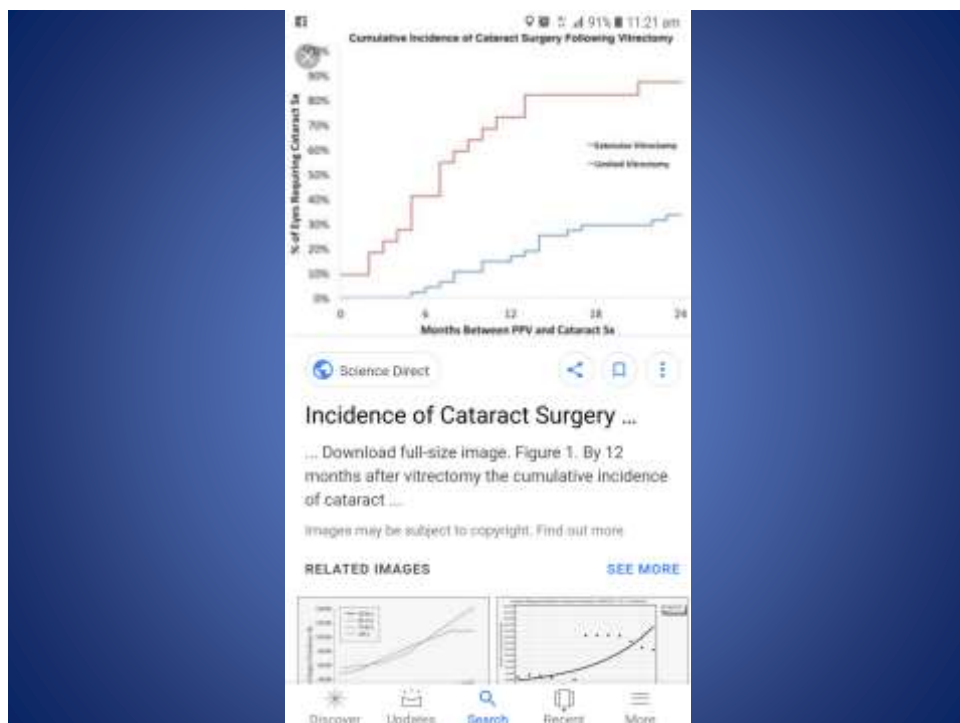 91% 11.21 am
Cumulative Incidence of Cataract Surgery Following Vitrectomy
90%
80%
70%
60%
50%
40%
30%
20%
10%
0%
% of Eyes Requiring Cataract Sx
Extensive Vitrectomy
Limited Vitrectomy
0 6 12 18 24
Months Between PPV and Cataract Sx
Science Direct
Incidence of Cataract Surgery ...
... Download full-size image. Figure 1. By 12
months after vitrectomy the cumulative incidence
of cataract ...
Images may be subject to copyright. Find out more
RELATED IMAGES
SEE MORE
Discover Updates Search Recent More